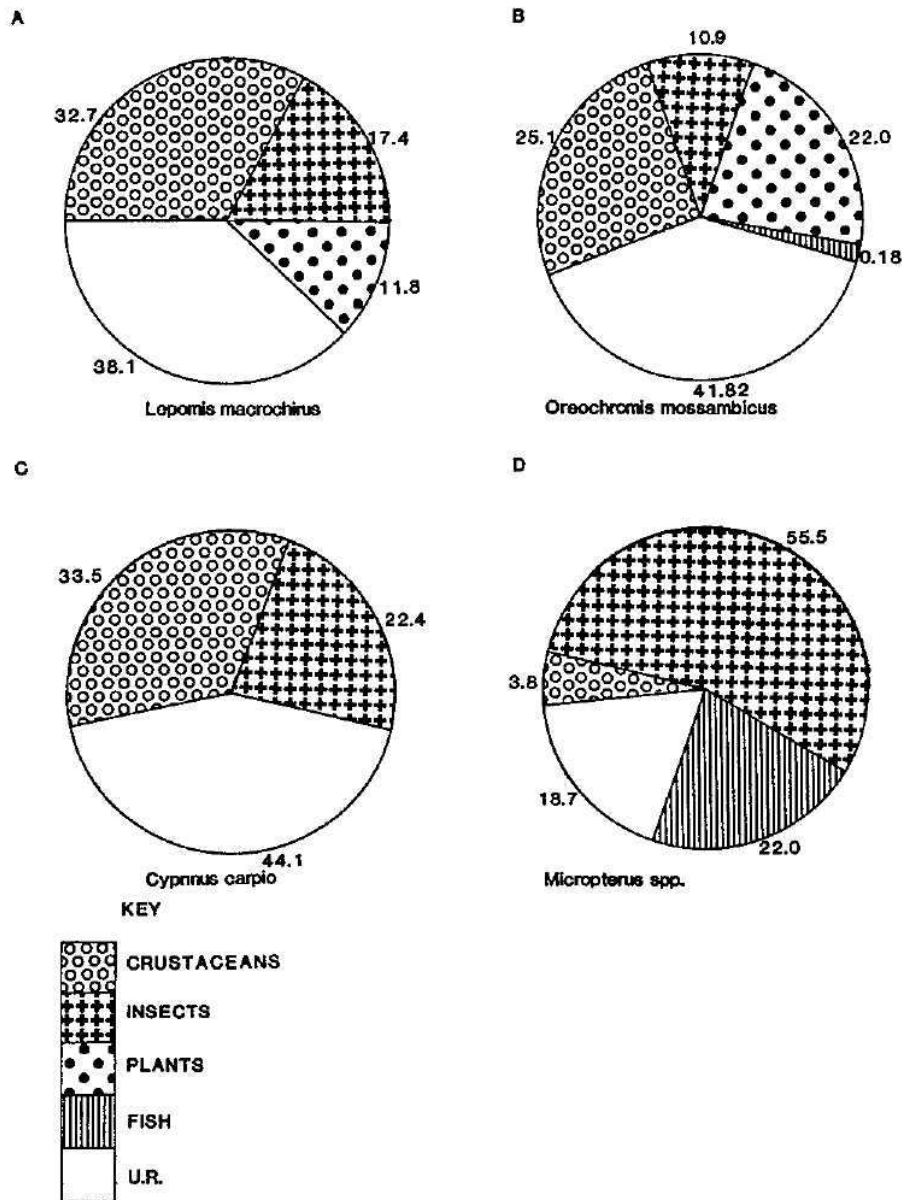 A
32.7
17.4
11.8
38.1
Lepomis macrochirus
B
10.9
25.1
22.0
0.18
41.82
Oreochromis mossambicus
C
33.5
22.4
44.1
Cyprinus carpio
D
55.5
3.8
18.7
22.0
Micropterus spp.
KEY
CRUSTACEANS
INSECTS
PLANTS
FISH
U.R.